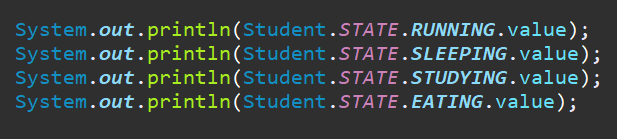 System.out.println(Student.STATE.RUNNING.value);
System.out.println(Student.STATE.SLEEPING.value);
System.out.println(Student.STATE.STUDYING.value);
System.out.println(Student.STATE.EATING.value);